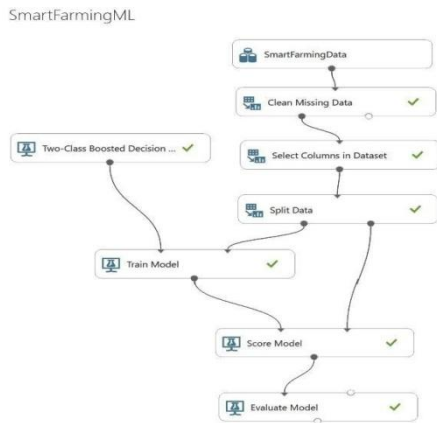 SmartFarmingML
SmartFarmingData
Clean Missing Data
Two-Class Boosted Decision ...
Select Columns in Dataset
Split Data
Train Model
Score Model
Evaluate Model